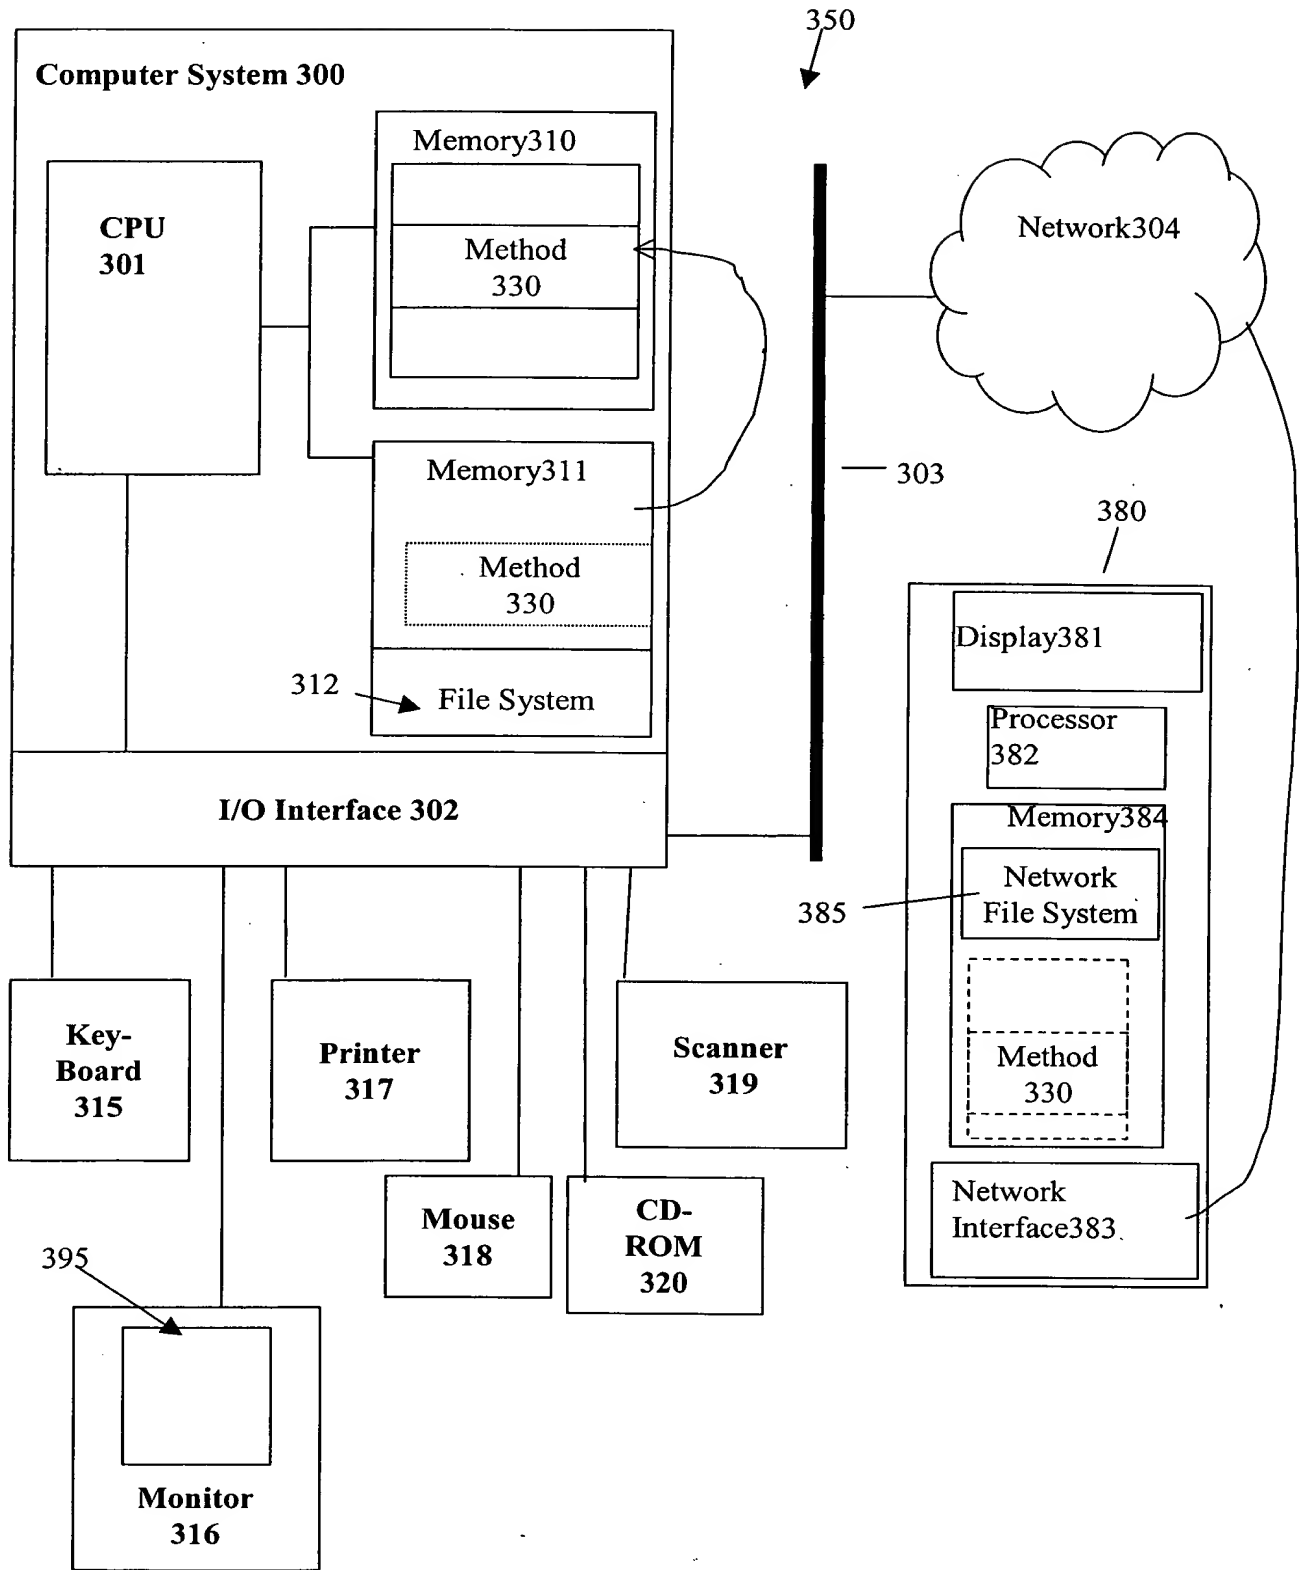 350
Computer System 300
Memory310
CPU
301
Method
330
Network304
Memory311
303
Method
330
380
312
File System
Display381
Processor
382
I/O Interface 302
Memory384
Network
File System
385
Key-
Board
315
Printer
317
Scanner
319
Method
330
Mouse
318
CD-
ROM
320
Network
Interface383
395
Monitor
316